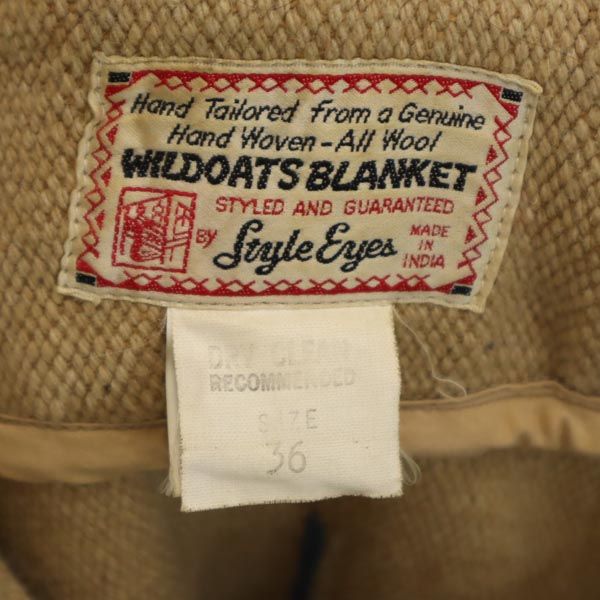 Hand Tailored from a Genuine
Hand Woven - All Wool
WILDOATS BLANKET
STYLED AND GUARANTEED
BY Style Eyes MADE IN INDIA
DRY CLEAN
RECOMMENDED
SIZE
36